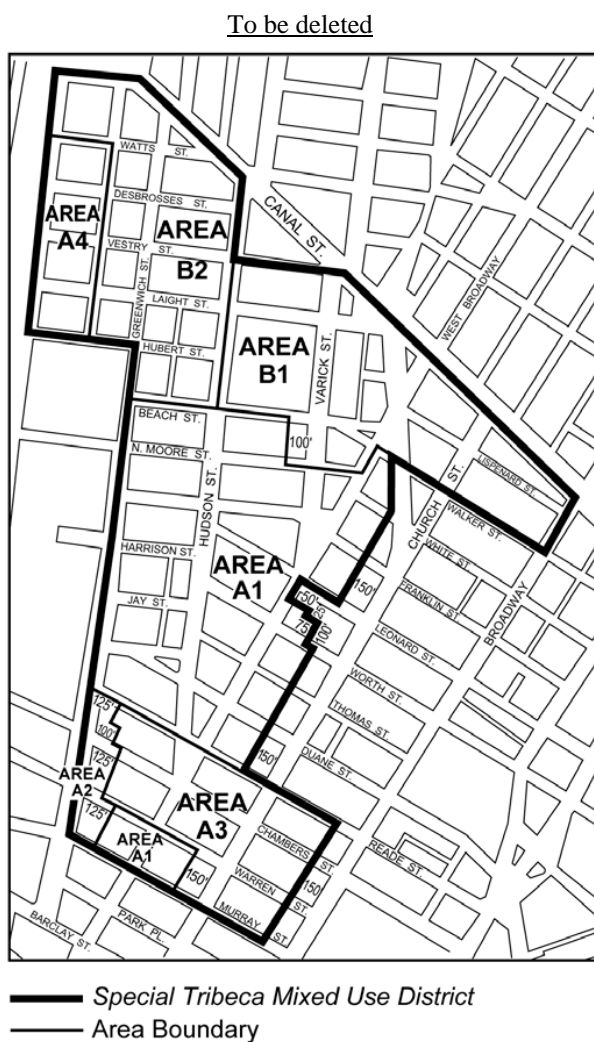 To be deleted
WATTS ST.
DESBROSSES ST.
AREA A4
AREA B2
CANAL ST.
VESTRY ST.
GREENWICH ST.
LAIGHT ST.
WEST BROADWAY
HUBERT ST.
AREA B1
VARICK ST.
BEACH ST.
100'
N. MOORE ST.
LISPENARD ST.
HUDSON ST.
CHURCH ST.
WALKER ST.
WHITE ST.
HARRISON ST.
AREA A1
150'
50'
25'
FRANKLIN ST.
BROADWAY
JAY ST.
75'
100'
LEONARD ST.
WORTH ST.
125'
THOMAS ST.
100'
150'
DUANE ST.
125'
AREA A2
AREA A3
125'
AREA A1
CHAMBERS ST.
READE ST.
150'
WARREN ST.
150'
MURRAY ST.
PARK PL.
BARCLAY ST.
Special Tribeca Mixed Use District
Area Boundary